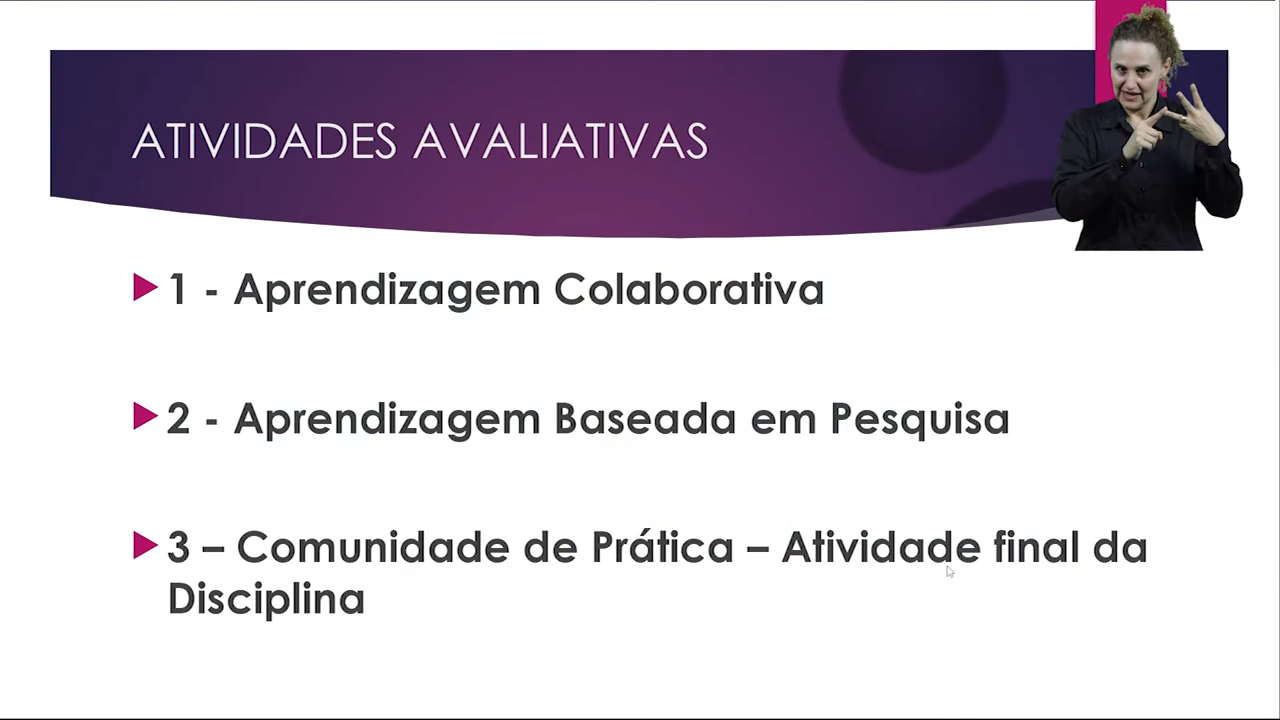 ATIVIDADES AVALIATIVAS
1 - Aprendizagem Colaborativa
2 - Aprendizagem Baseada em Pesquisa
3 – Comunidade de Prática – Atividade final da
Disciplina